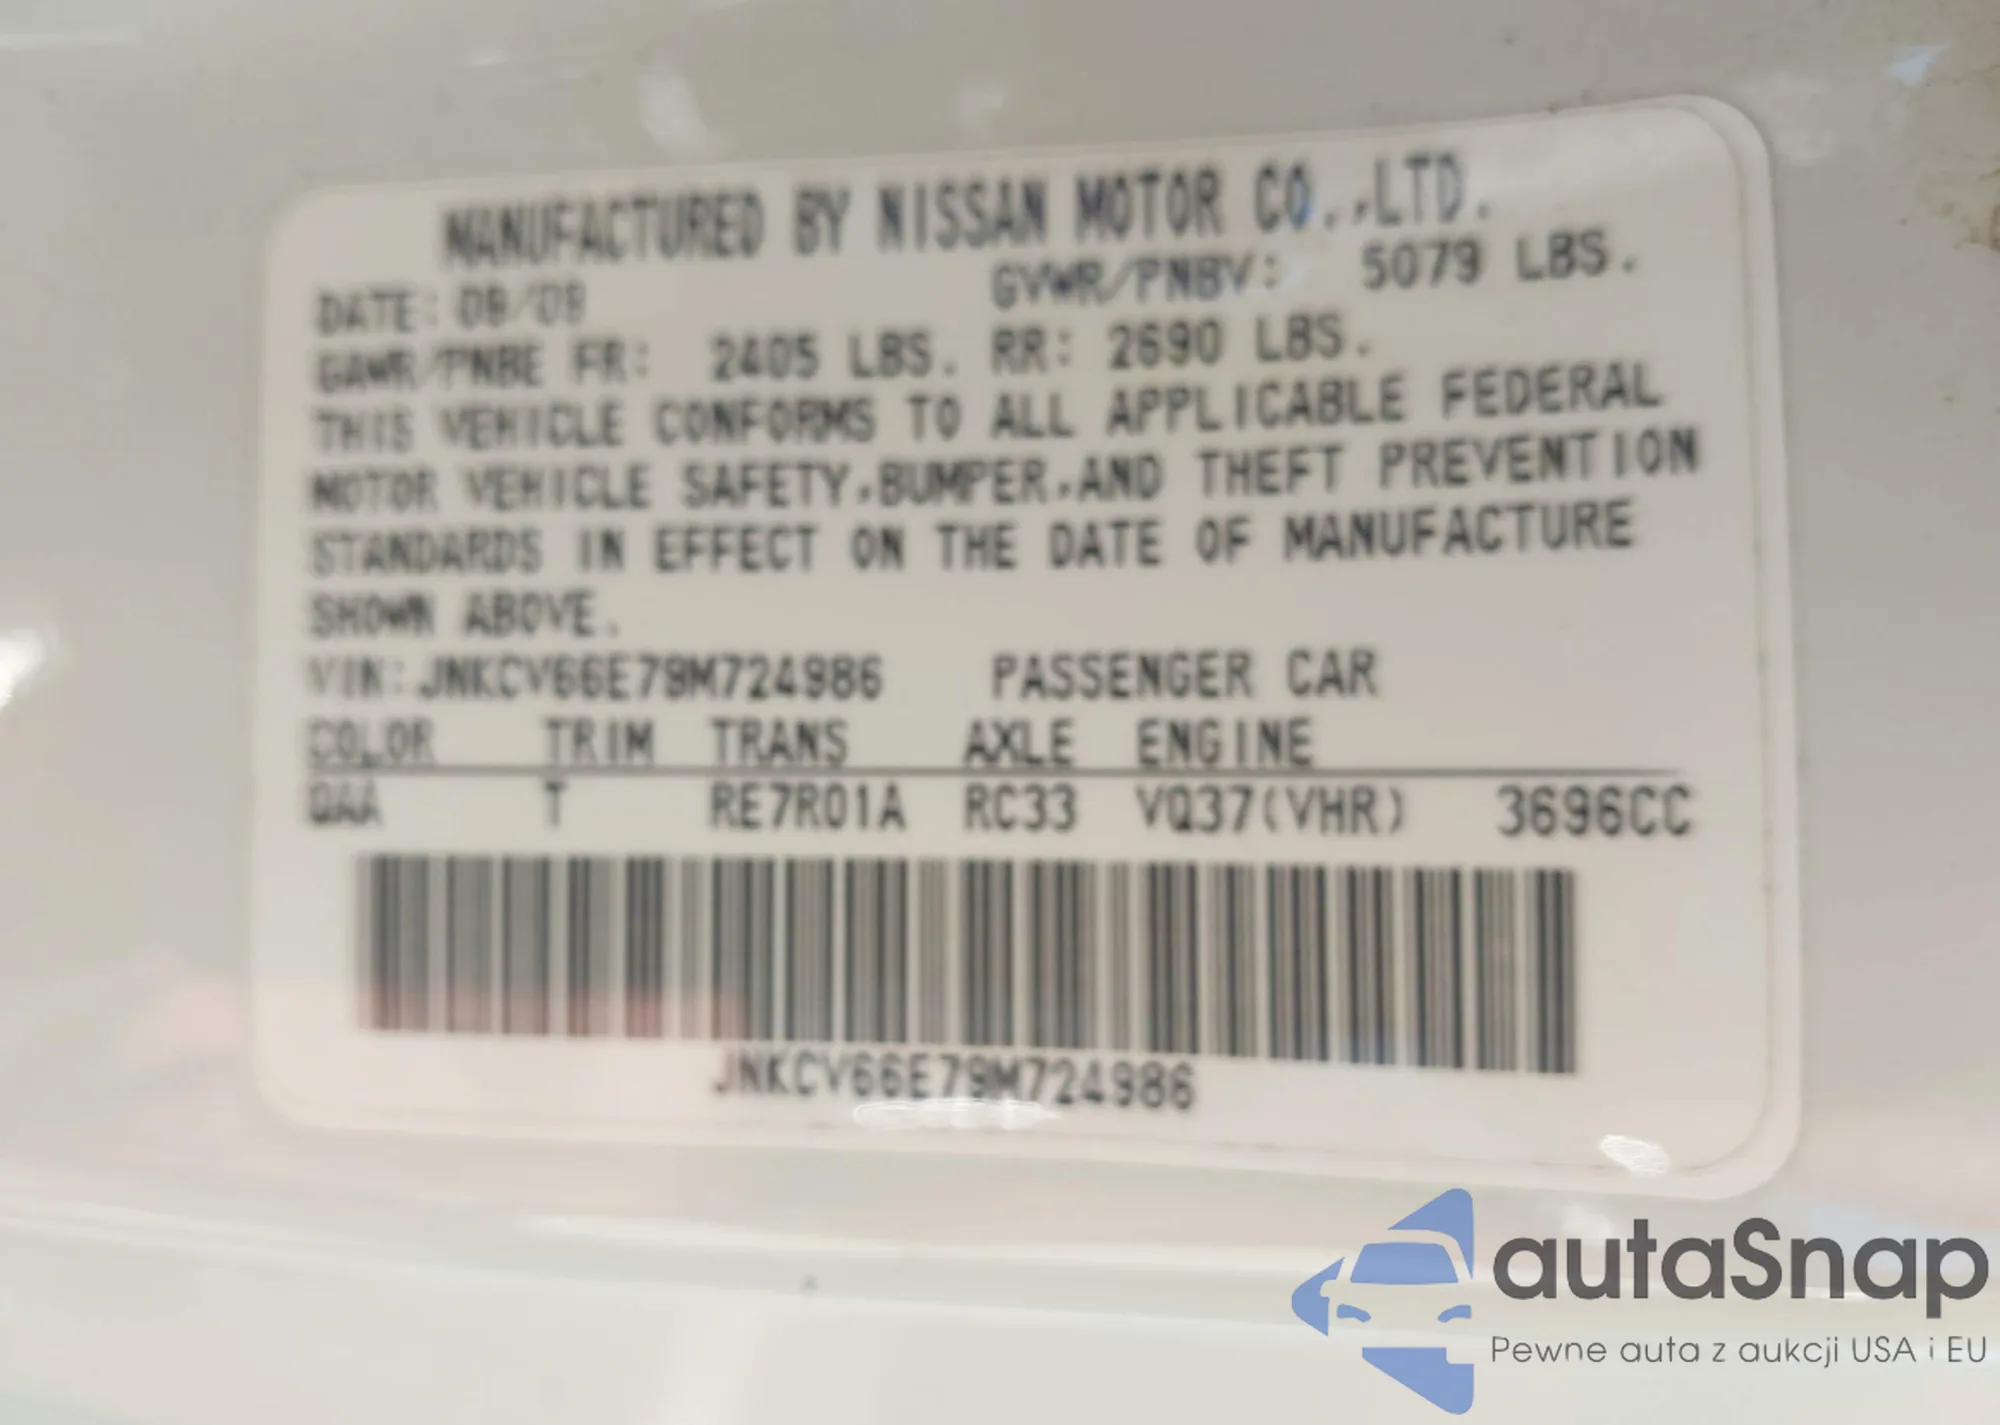 MANUFACTURED BY NISSAN MOTOR CO.,LTD.
DATE: GVWR/PNBV: 5079 LBS.
GAWR/PNBE FR: 2405 LBS. RR: 2690 LBS.
THIS VEHICLE CONFORMS TO ALL APPLICABLE FEDERAL
MOTOR VEHICLE SAFETY,BUMPER,AND THEFT PREVENTION
STANDARDS IN EFFECT ON THE DATE OF MANUFACTURE
SHOWN ABOVE.
VIN:JNKCV66E79M724986 PASSENGER CAR
COLOR TRIM TRANS AXLE ENGINE
QAA T RE7R01A RC33 VQ37(VHR) 3696CC
JNKCV66E79M724986
autaSnap
Pewne auta z aukcji USA i EU